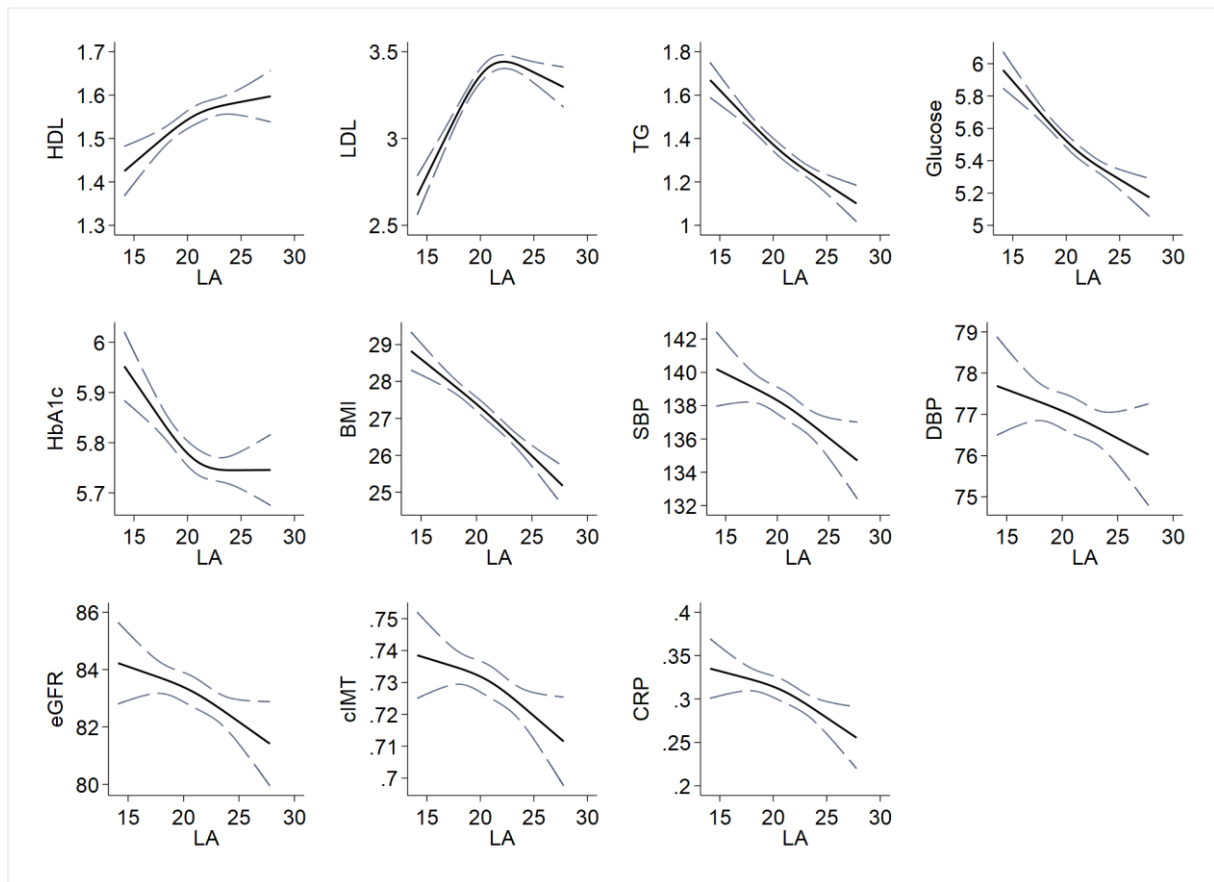 HDL
1.7
1.6
1.5
1.4
1.3
15 20 25 30
LA
LDL
3.5
3
2.5
15 20 25 30
LA
TG
1.8
1.6
1.4
1.2
1
15 20 25 30
LA
Glucose
6
5.8
5.6
5.4
5.2
5
15 20 25 30
LA
HbA1c
6
5.9
5.8
5.7
15 20 25 30
LA
BMI
29
28
27
26
25
15 20 25 30
LA
SBP
142
140
138
136
134
132
15 20 25 30
LA
DBP
79
78
77
76
75
15 20 25 30
LA
eGFR
86
84
82
80
15 20 25 30
LA
cIMT
.75
.74
.73
.72
.71
.7
15 20 25 30
LA
CRP
.4
.35
.3
.25
.2
15 20 25 30
LA